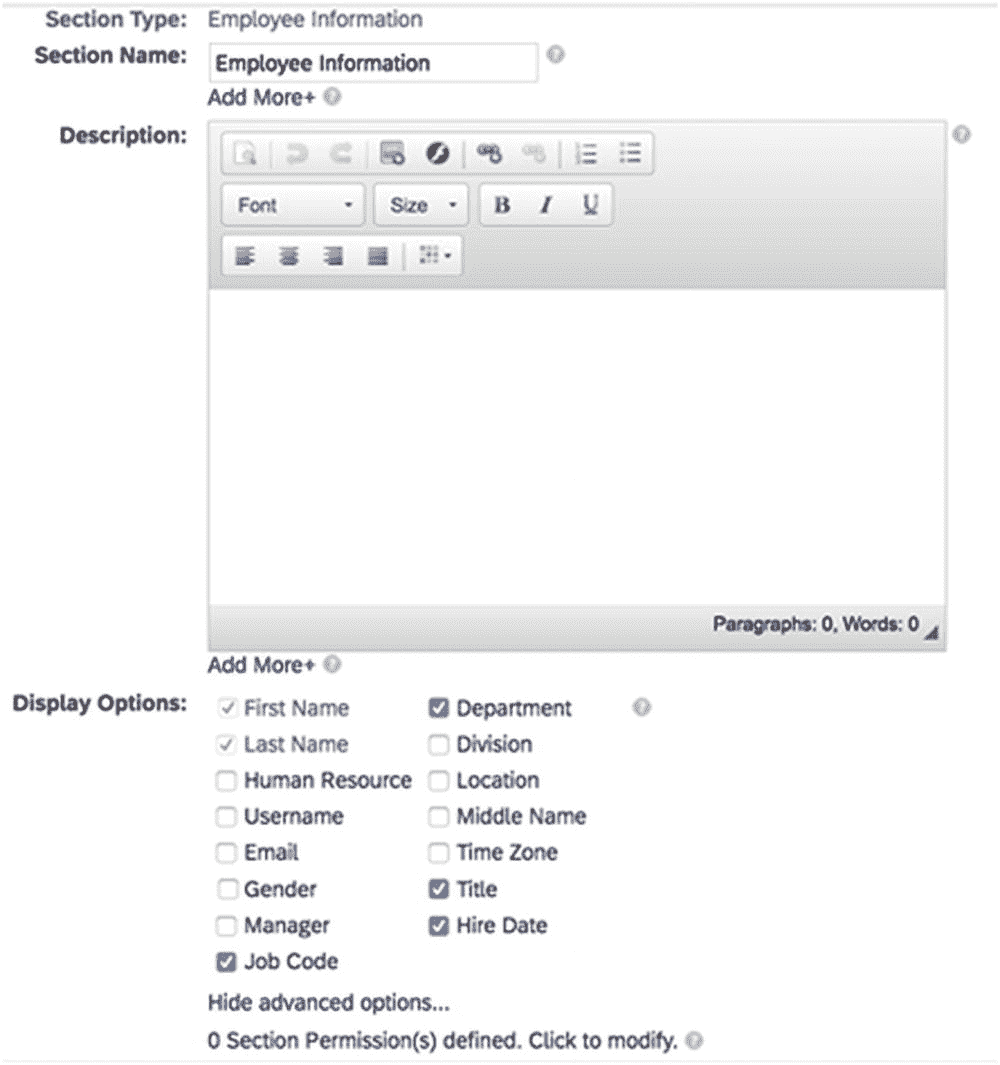 Section Type: Employee Information
Section Name: Employee Information
Add More+
Description:
Font Size B I U
Paragraphs: 0, Words: 0
Add More+
Display Options: First Name Department
Last Name Division
Human Resource Location
Username Middle Name
Email Time Zone
Gender Title
Manager Hire Date
Job Code
Hide advanced options...
0 Section Permission(s) defined. Click to modify.